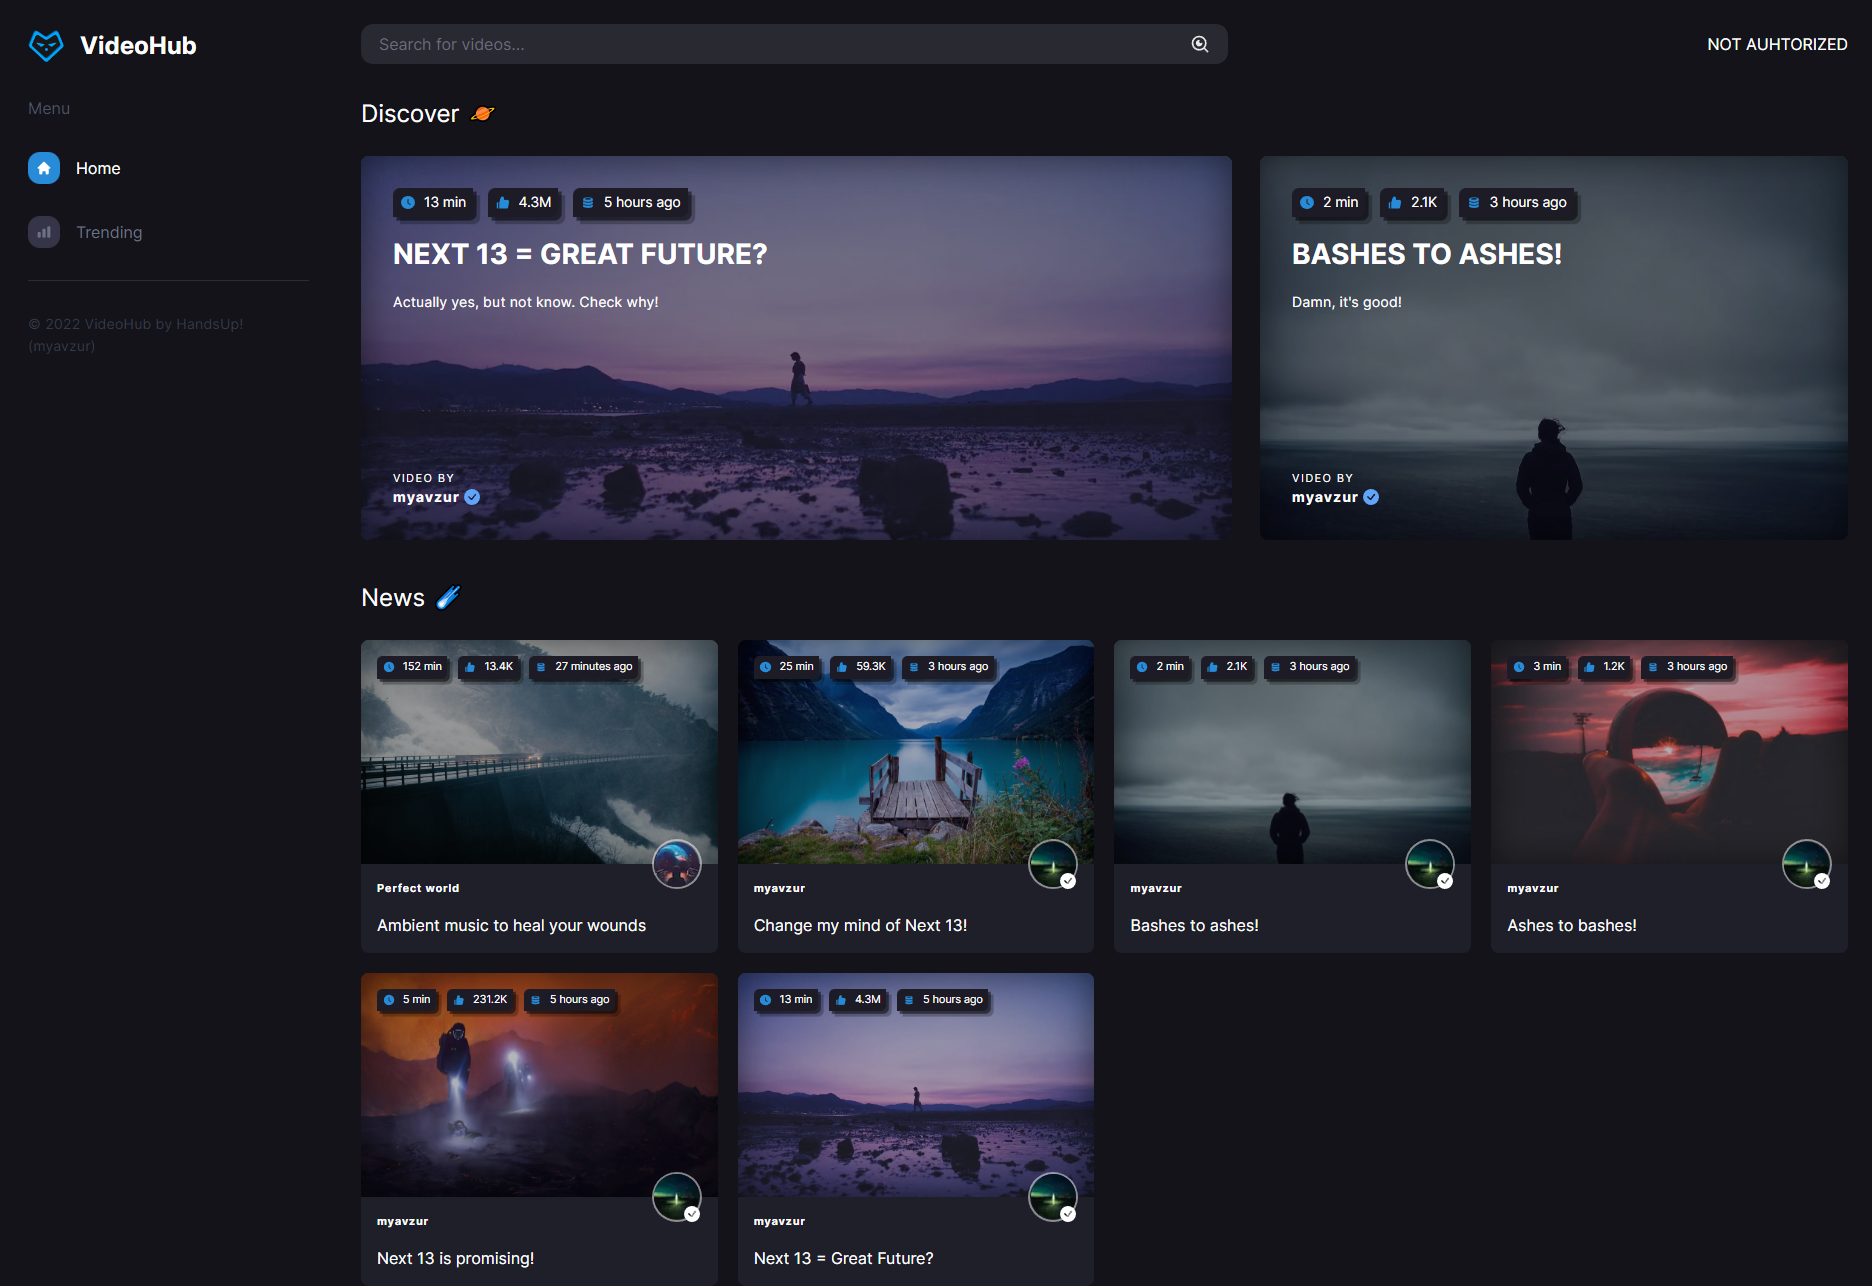 VideoHub
Search for videos...
NOT AUHTORIZED
Menu
Home
Trending
© 2022 VideoHub by HandsUp!
(myavzur)
Discover
13 min 4.3M 5 hours ago
NEXT 13 = GREAT FUTURE?
Actually yes, but not know. Check why!
VIDEO BY
myavzur
2 min 2.1K 3 hours ago
BASHES TO ASHES!
Damn, it's good!
VIDEO BY
myavzur
News
152 min 13.4K 27 minutes ago
Perfect world
Ambient music to heal your wounds
25 min 59.3K 3 hours ago
myavzur
Change my mind of Next 13!
2 min 2.1K 3 hours ago
myavzur
Bashes to ashes!
3 min 1.2K 3 hours ago
myavzur
Ashes to bashes!
5 min 231.2K 5 hours ago
myavzur
Next 13 is promising!
13 min 4.3M 5 hours ago
myavzur
Next 13 = Great Future?